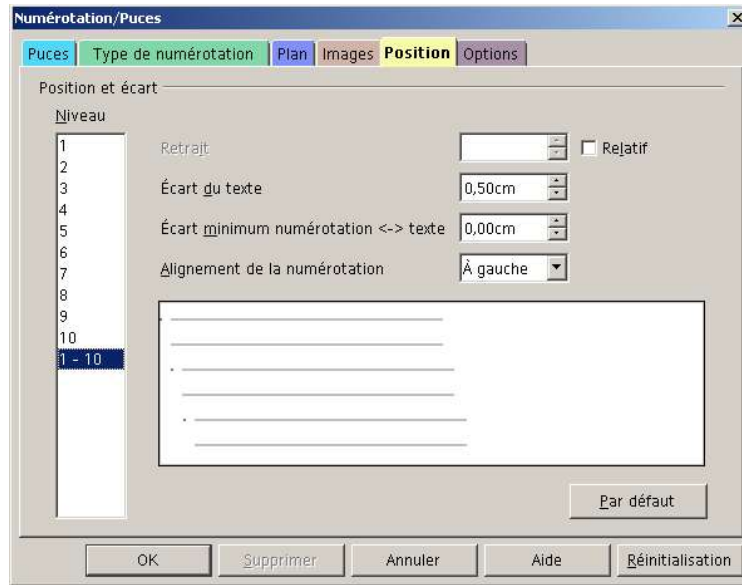 Numérotation/Puces
Puces Type de numérotation Plan Images Position Options
Position et écart
Niveau
1
2
3
4
5
6
7
8
9
10
1 - 10
Retrait Relatif
Écart du texte 0,50cm
Écart minimum numérotation <-> texte 0,00cm
Alignement de la numérotation À gauche
Par défaut
OK Supprimer Annuler Aide Réinitialisation